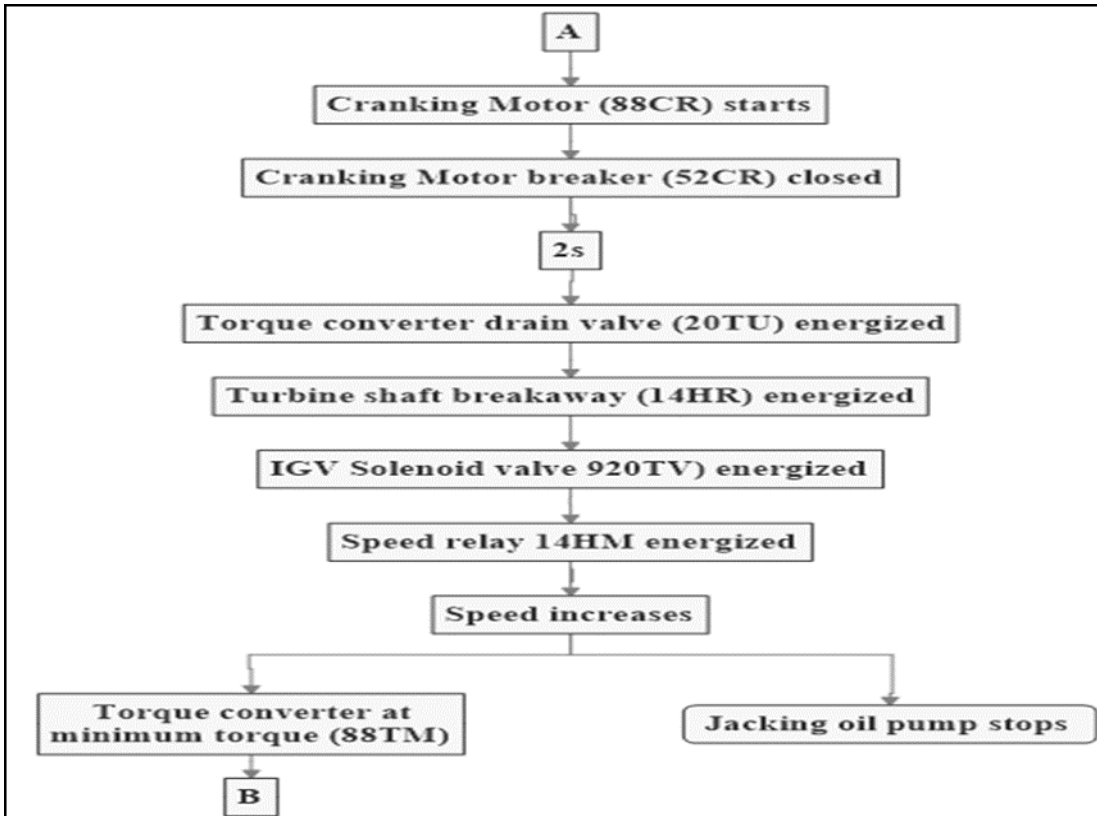 A
Cranking Motor (88CR) starts
Cranking Motor breaker (52CR) closed
2s
Torque converter drain valve (20TU) energized
Turbine shaft breakaway (14HR) energized
IGV Solenoid valve 920TV) energized
Speed relay 14HM energized
Speed increases
Torque converter at
minimum torque (88TM)
Jacking oil pump stops
B